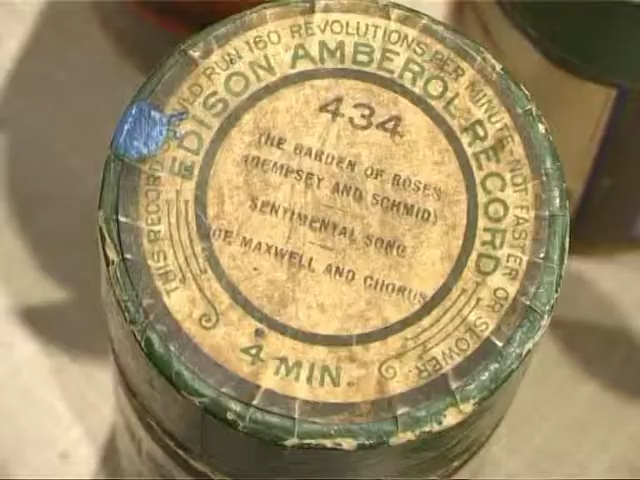 THIS RECORD SHOULD RUN 160 REVOLUTIONS PER MINUTE, NOT FASTER OR SLOWER.
EDISON AMBEROL RECORD
434
THE GARDEN OF ROSES
(DEMPSEY AND SCHMID)
SENTIMENTAL SONG
MAXWELL AND CHORUS
4 MIN.